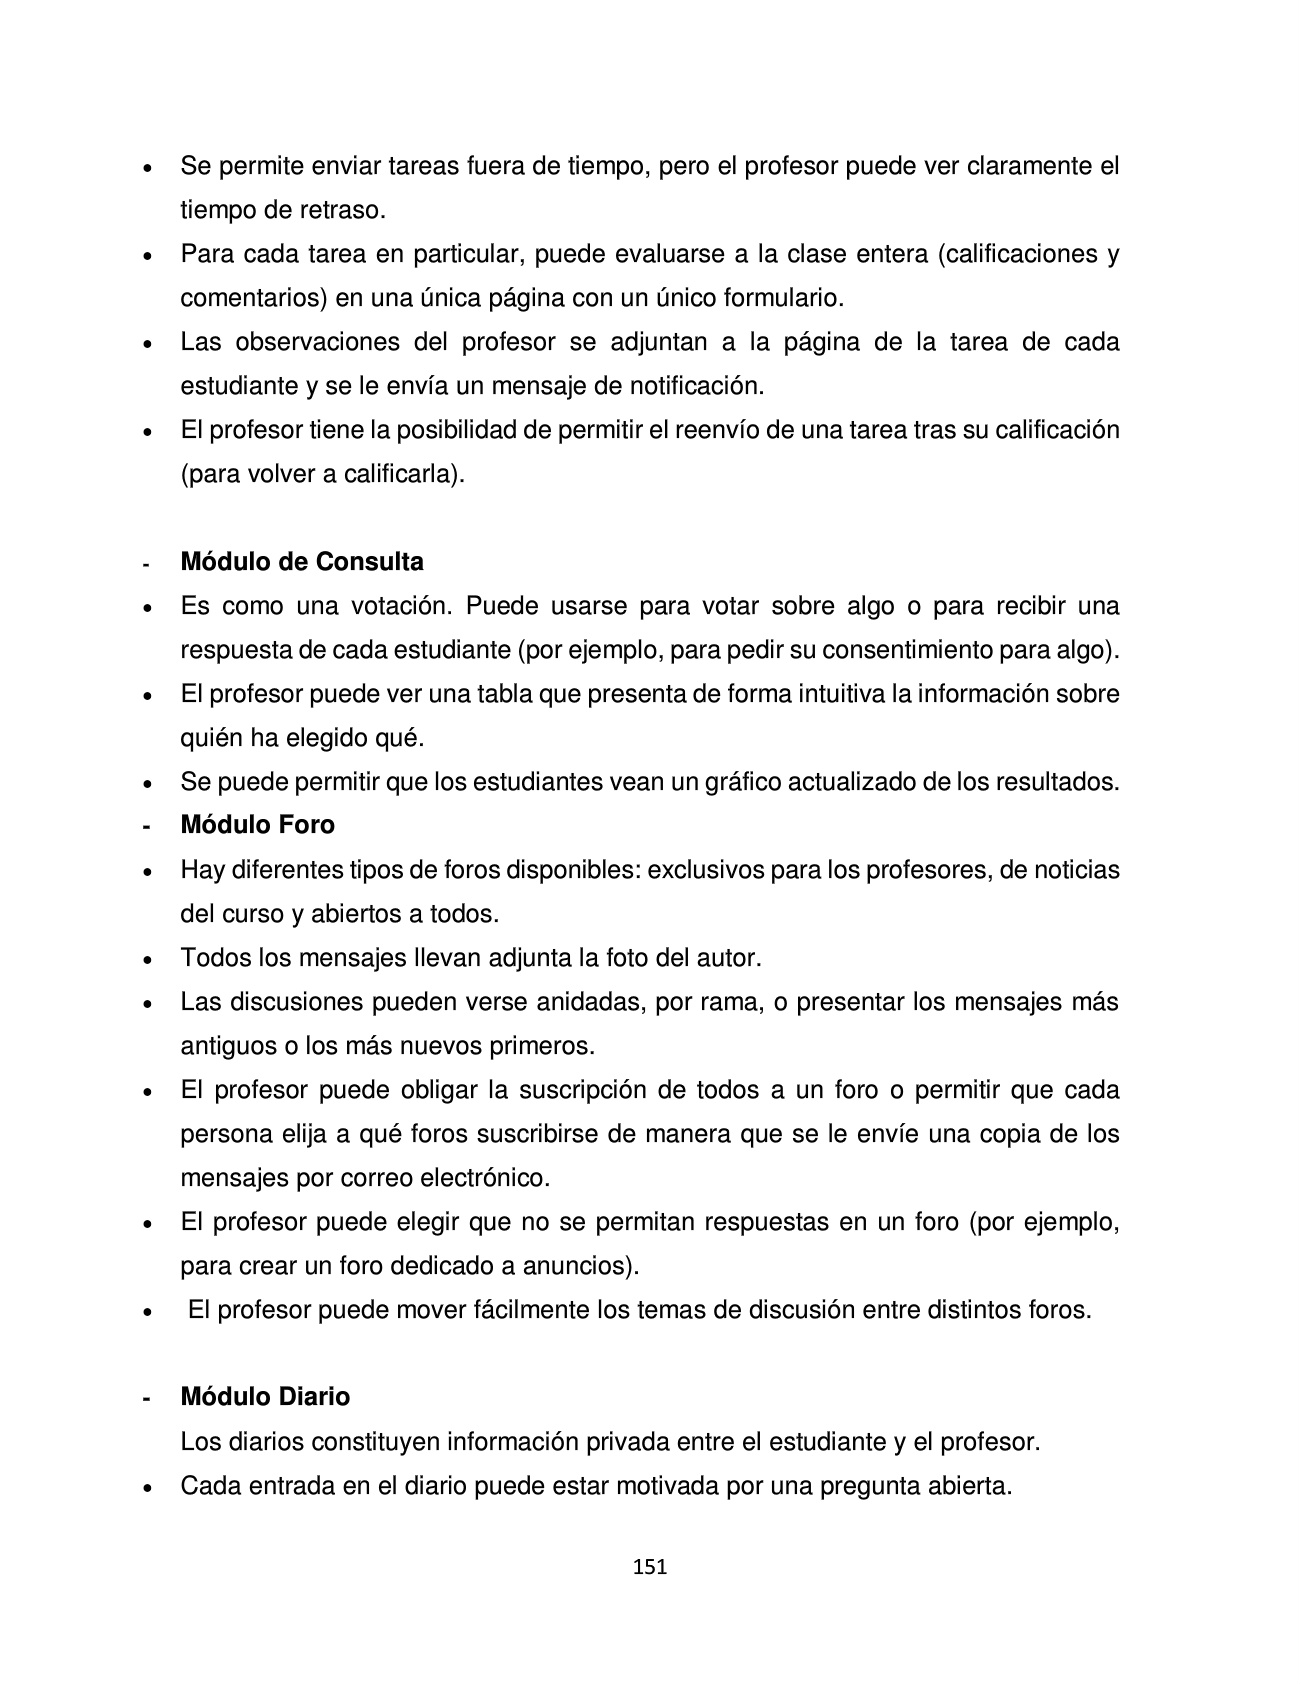 • Se permite enviar tareas fuera de tiempo, pero el profesor puede ver claramente el
tiempo de retraso.
• Para cada tarea en particular, puede evaluarse a la clase entera (calificaciones y
comentarios) en una única página con un único formulario.
• Las observaciones del profesor se adjuntan a la página de la tarea de cada
estudiante y se le envía un mensaje de notificación.
• El profesor tiene la posibilidad de permitir el reenvío de una tarea tras su calificación
(para volver a calificarla).
- Módulo de Consulta
• Es como una votación. Puede usarse para votar sobre algo o para recibir una
respuesta de cada estudiante (por ejemplo, para pedir su consentimiento para algo).
• El profesor puede ver una tabla que presenta de forma intuitiva la información sobre
quién ha elegido qué.
• Se puede permitir que los estudiantes vean un gráfico actualizado de los resultados.
- Módulo Foro
• Hay diferentes tipos de foros disponibles: exclusivos para los profesores, de noticias
del curso y abiertos a todos.
• Todos los mensajes llevan adjunta la foto del autor.
• Las discusiones pueden verse anidadas, por rama, o presentar los mensajes más
antiguos o los más nuevos primeros.
• El profesor puede obligar la suscripción de todos a un foro o permitir que cada
persona elija a qué foros suscribirse de manera que se le envíe una copia de los
mensajes por correo electrónico.
• El profesor puede elegir que no se permitan respuestas en un foro (por ejemplo,
para crear un foro dedicado a anuncios).
• El profesor puede mover fácilmente los temas de discusión entre distintos foros.
- Módulo Diario
Los diarios constituyen información privada entre el estudiante y el profesor.
• Cada entrada en el diario puede estar motivada por una pregunta abierta.
151